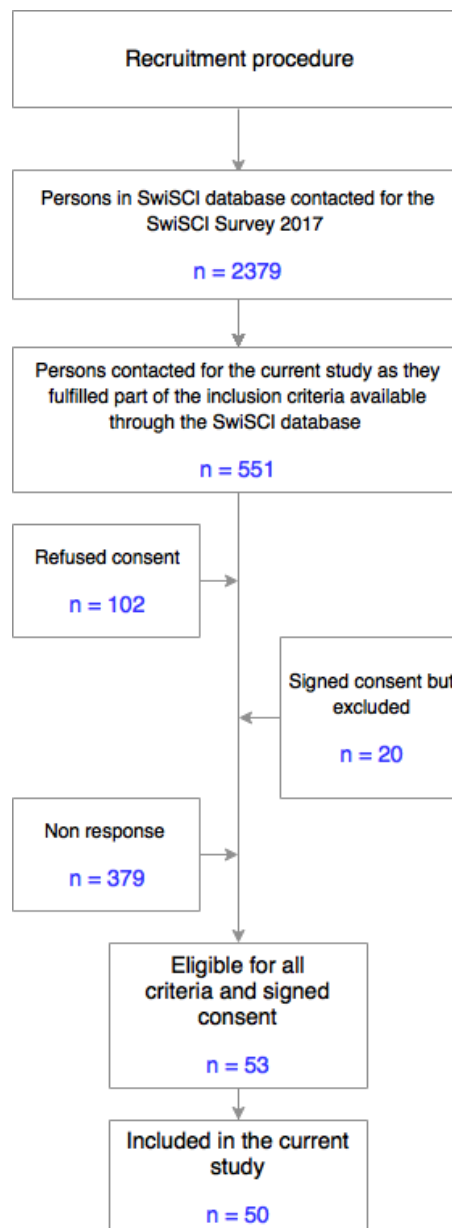 Recruitment procedure
Persons in SwiSCI database contacted for the
SwiSCI Survey 2017
n = 2379
Persons contacted for the current study as they
fulfilled part of the inclusion criteria available
through the SwiSCI database
n = 551
Refused consent
n = 102
Signed consent but
excluded
n = 20
Non response
n = 379
Eligible for all
criteria and signed
consent
n = 53
Included in the current
study
n = 50